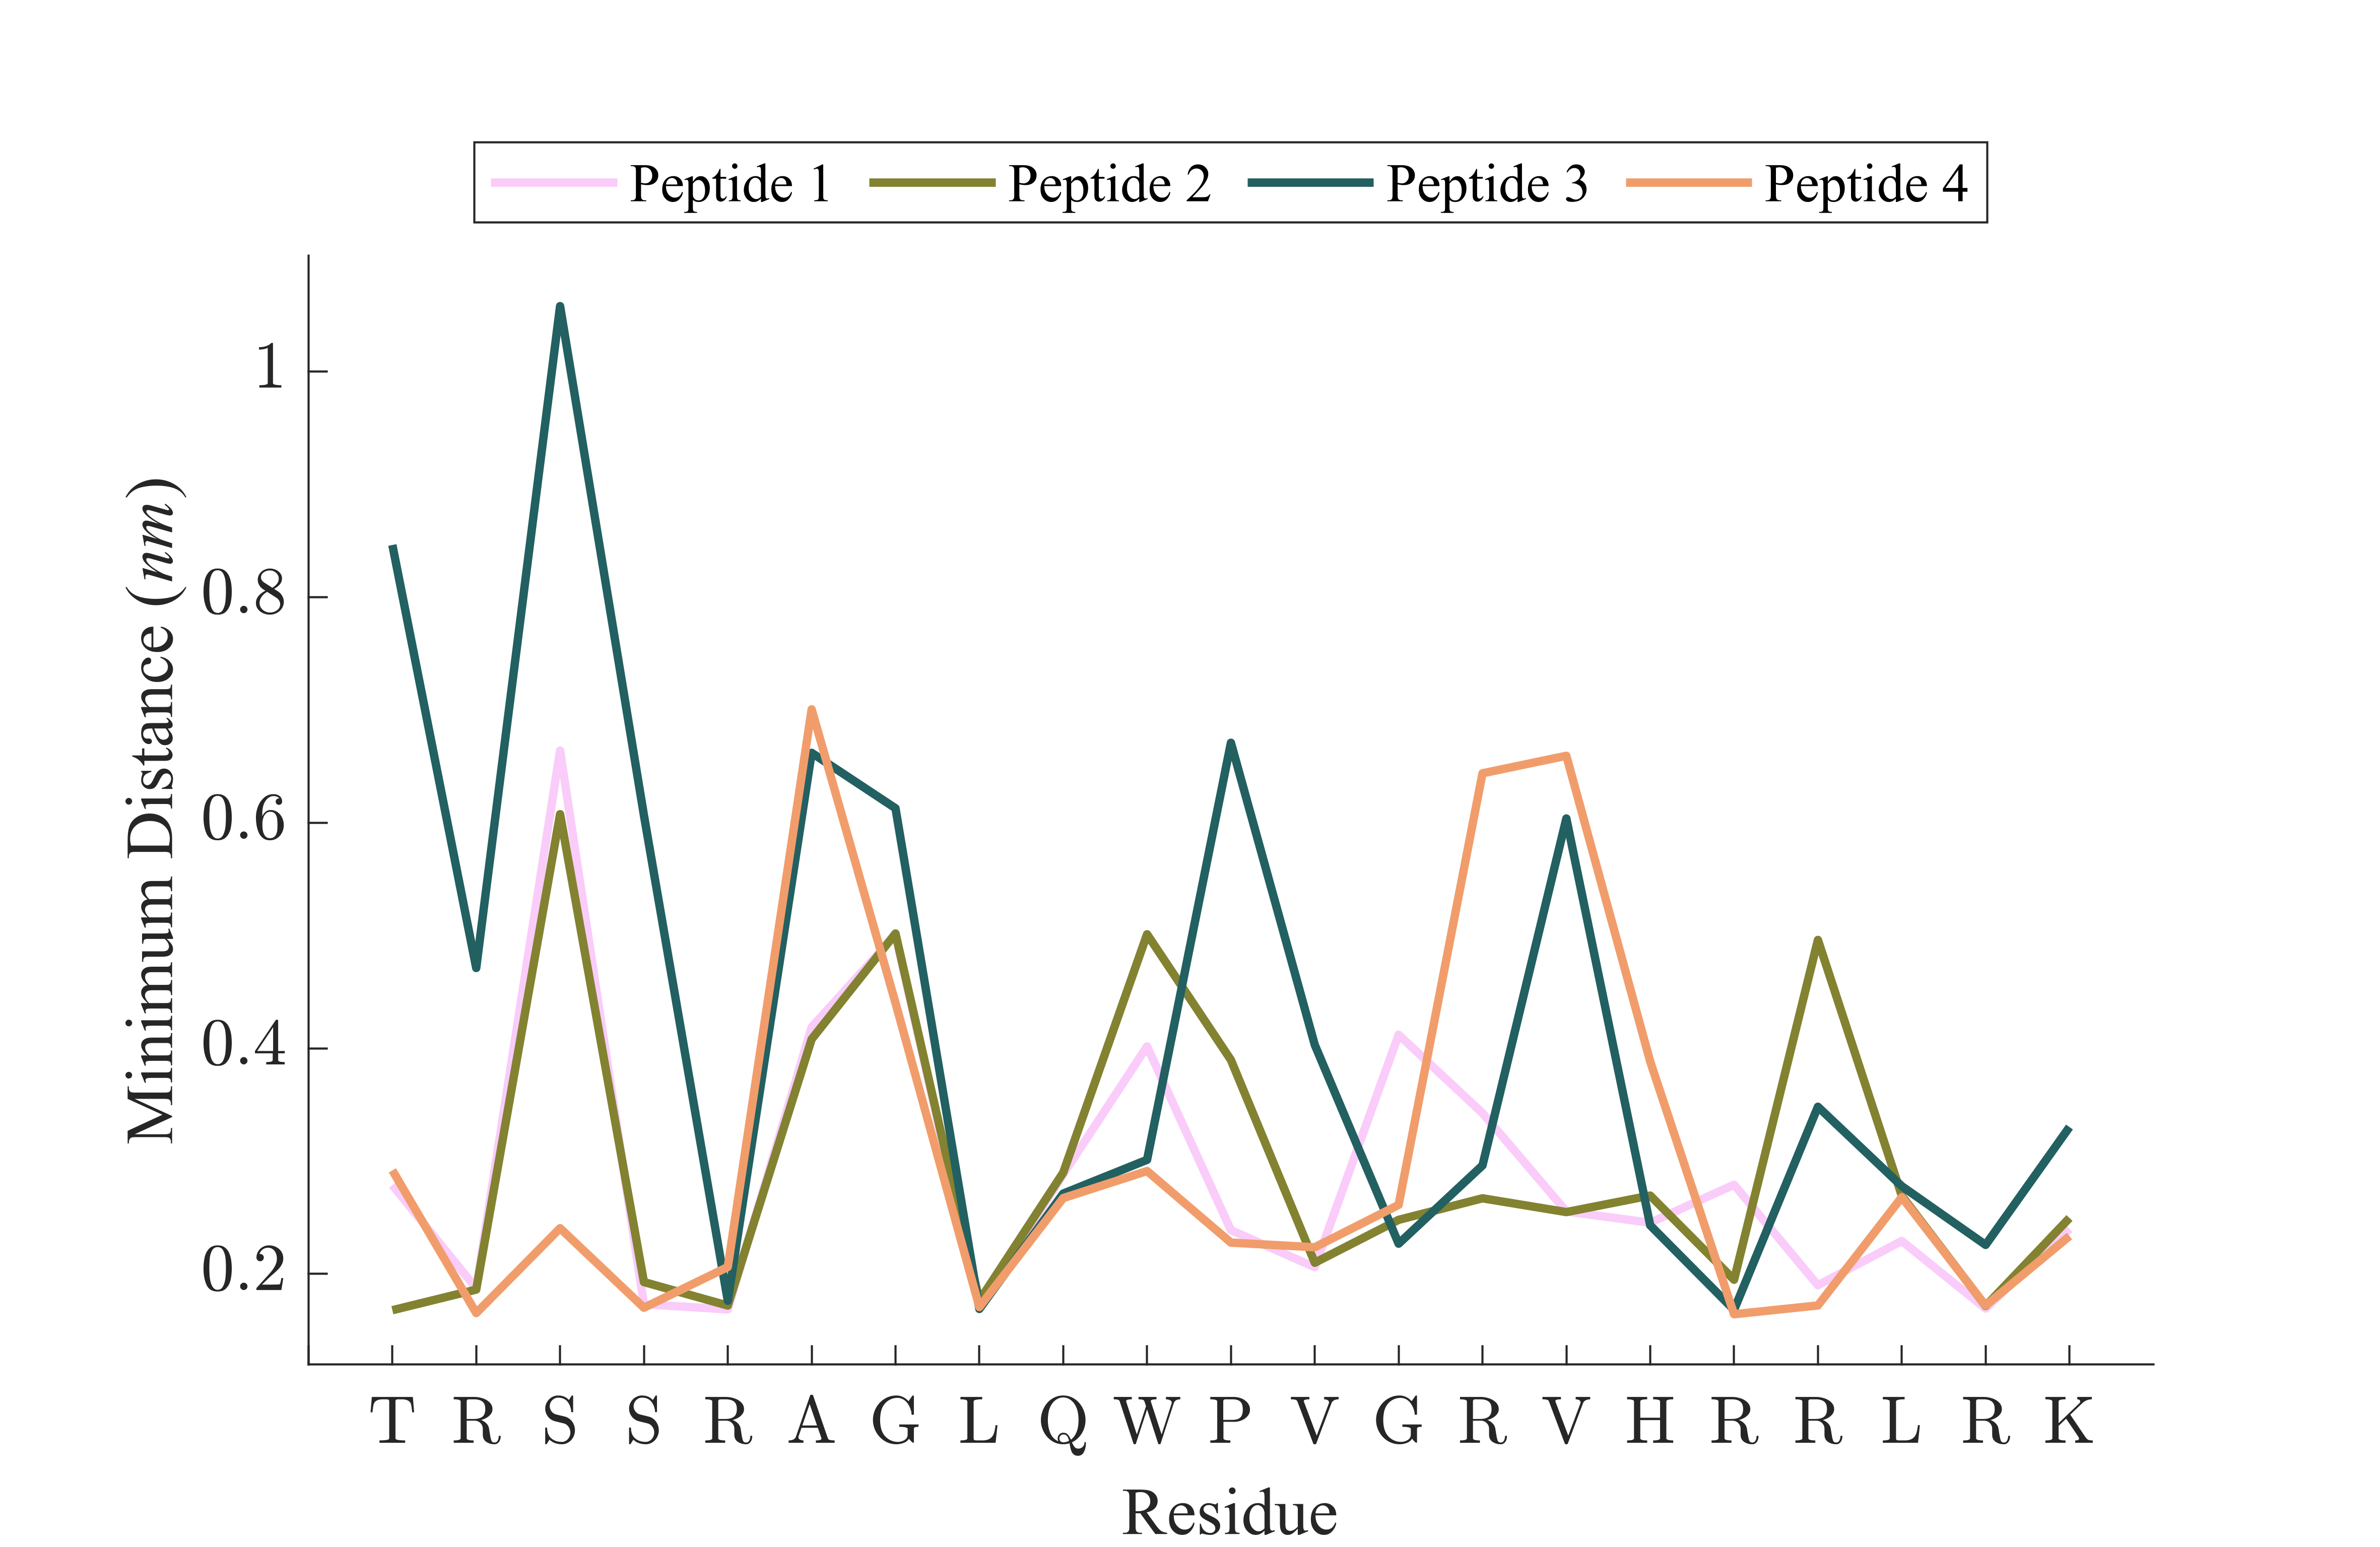 Peptide 1 Peptide 2 Peptide 3 Peptide 4
Minimum Distance (nm)
1
0.8
0.6
0.4
0.2
T R S S R A G L Q W P V G R V H R R L R K
Residue